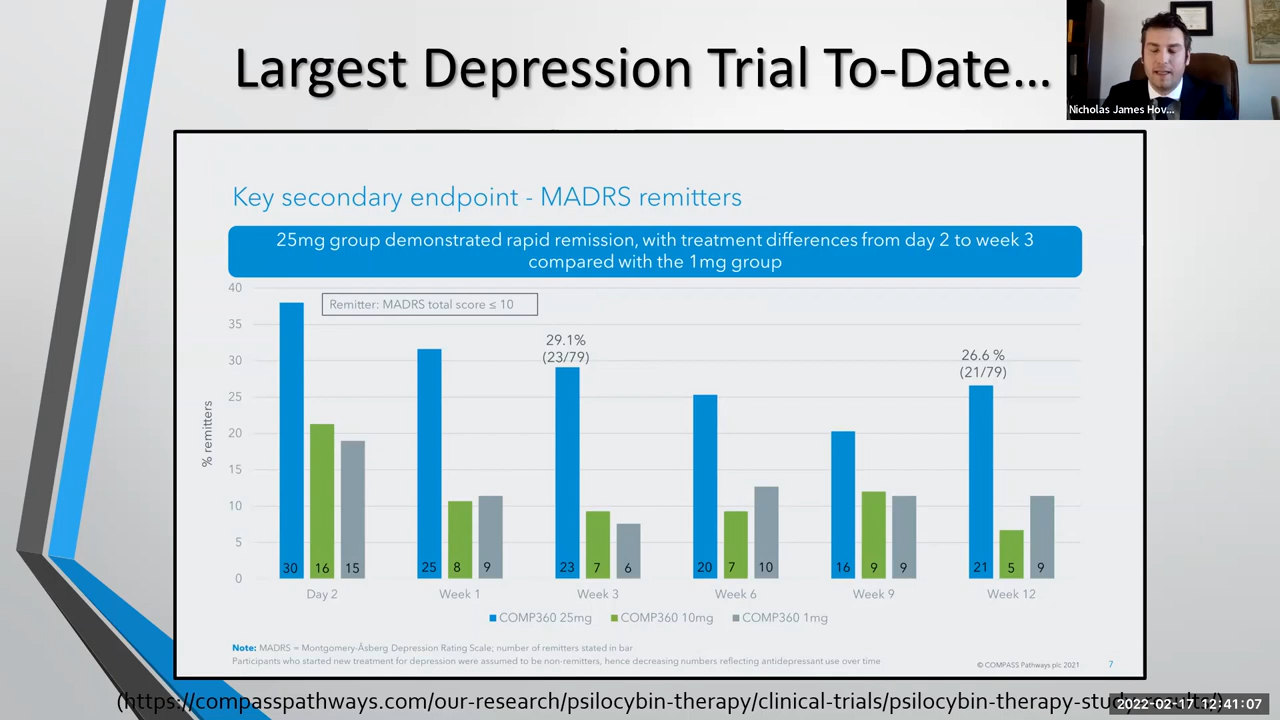 Largest Depression Trial To-Date...
Nicholas James Hov...
Key secondary endpoint - MADRS remitters
25mg group demonstrated rapid remission, with treatment differences from day 2 to week 3
compared with the 1mg group
Remitter: MADRS total score ≤ 10
% remitters
40
35
30
25
20
15
10
5
0
29.1%
(23/79)
26.6 %
(21/79)
30 16 15 25 8 9 23 7 6 20 7 10 16 9 9 21 5 9
Day 2 Week 1 Week 3 Week 6 Week 9 Week 12
COMP360 25mg COMP360 10mg COMP360 1mg
Note: MADRS = Montgomery-Åsberg Depression Rating Scale; number of remitters stated in bar
Participants who started new treatment for depression were assumed to be non-remitters, hence decreasing numbers reflecting antidepressant use over time
© COMPASS Pathways plc 2021 7
(https://compasspathways.com/our-research/psilocybin-therapy/clinical-trials/psilocybin-therapy-study-results/)
2022-02-17 12:41:07